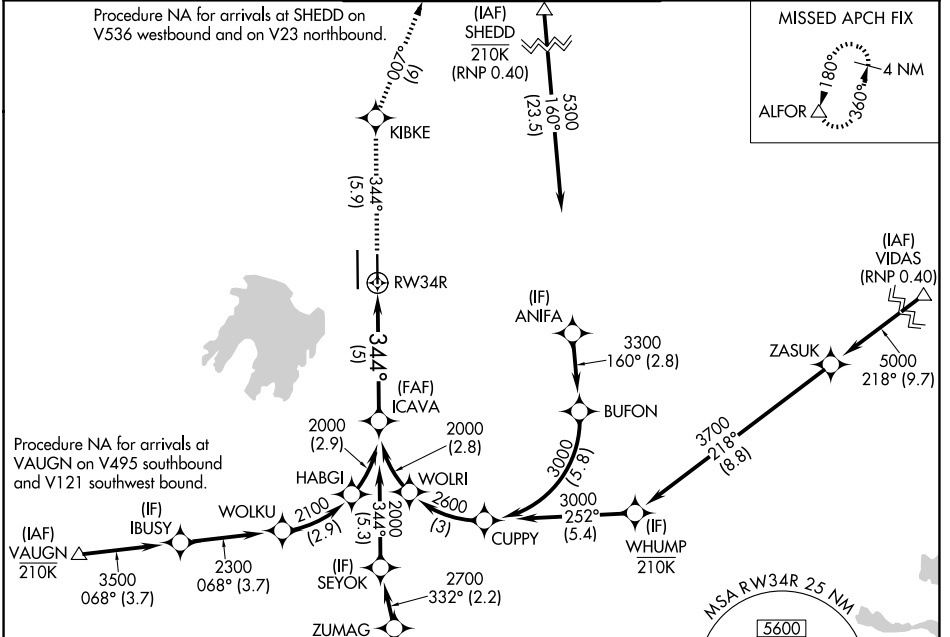 Procedure NA for arrivals at SHEDD on
V536 westbound and on V23 northbound.
(IAF)
SHEDD
210K
(RNP 0.40)
5300
160°
(23.5)
MISSED APCH FIX
180°
4 NM
360°
ALFOR
007°
(9)
KIBKE
344°
(5.9)
RW34R
344°
(5)
(FAF)
ICAVA
(IAF)
VIDAS
(RNP 0.40)
5000
218° (9.7)
ZASUK
3700
218°
(8.8)
(IF)
ANIFA
3300
160° (2.8)
BUFON
3000
(5.8)
2000
(2.9)
2000
(2.8)
HABGI
WOLRI
2600
(3)
CUPPY
3000
252°
(5.4)
(IF)
WHUMP
210K
Procedure NA for arrivals at
VAUGN on V495 southbound
and V121 southwest bound.
(IAF)
VAUGN
210K
3500
068° (3.7)
(IF)
IBUSY
2300
068° (3.7)
WOLKU
2100
(2.9)
2000
344°
(5.3)
(IF)
SEYOK
2700
332° (2.2)
ZUMAG
MSA RW34R 25 NM
5600